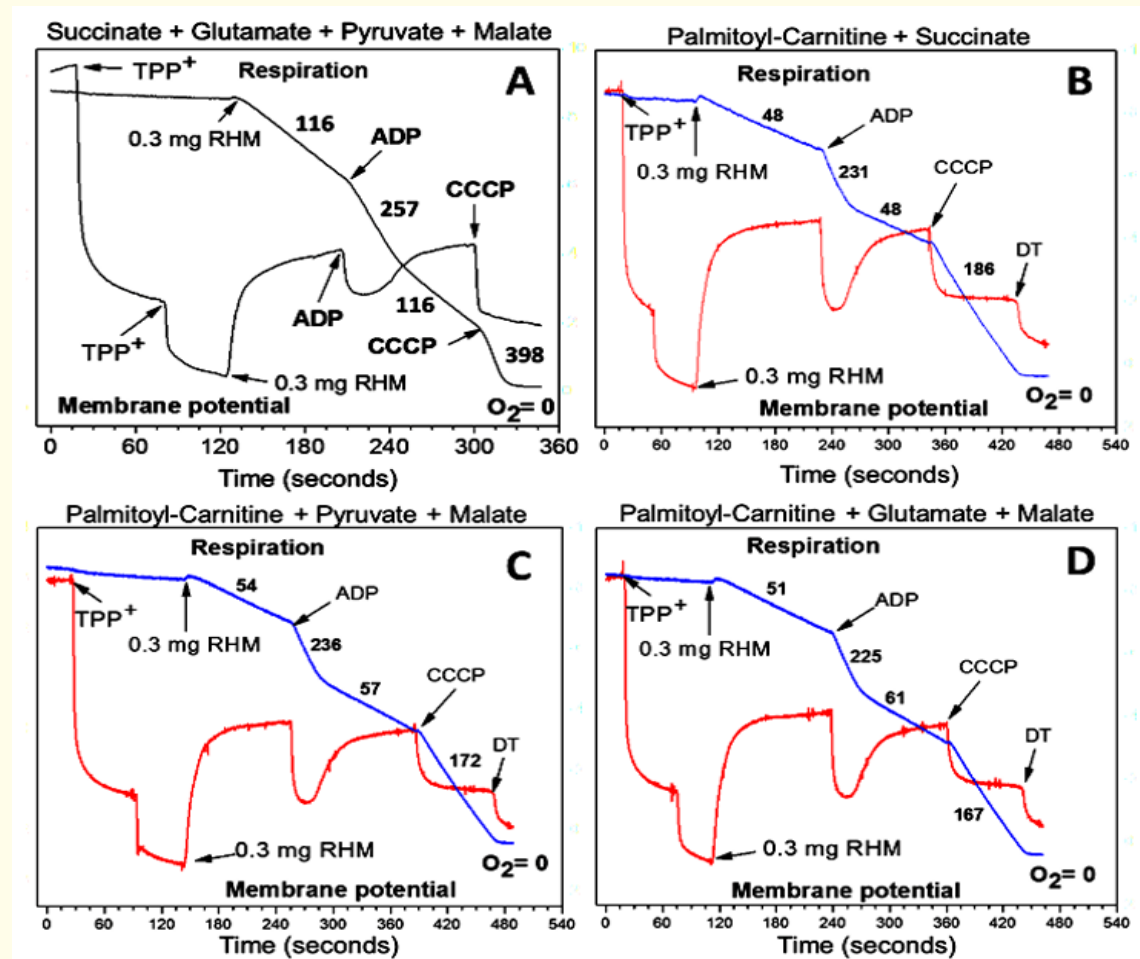 Succinate + Glutamate + Pyruvate + Malate
Respiration
A
TPP+
0.3 mg RHM
116
ADP
257
CCCP
ADP
116
TPP+
CCCP
398
0.3 mg RHM
Membrane potential
O2= 0
0 60 120 180 240 300 360
Time (seconds)
Palmitoyl-Carnitine + Succinate
Respiration
B
TPP+
0.3 mg RHM
48
ADP
231
CCCP
48
DT
186
0.3 mg RHM
O2= 0
Membrane potential
0 60 120 180 240 300 360 420 480 540
Time (seconds)
Palmitoyl-Carnitine + Pyruvate + Malate
Respiration
C
54
ADP
TPP+
0.3 mg RHM
236
57
CCCP
172
DT
0.3 mg RHM
O2= 0
Membrane potential
0 60 120 180 240 300 360 420 480 540
Time (seconds)
Palmitoyl-Carnitine + Glutamate + Malate
Respiration
D
51
ADP
TPP+
0.3 mg RHM
225
CCCP
61
DT
167
0.3 mg RHM
O2= 0
Membrane potential
0 60 120 180 240 300 360 420 480 540
Time (seconds)